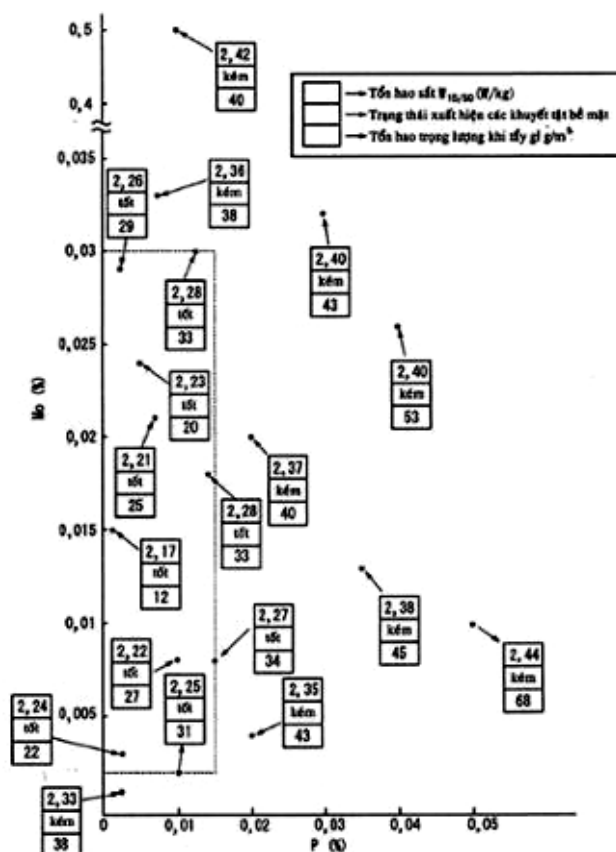 0,5
2,42
kém
40
Tổn hao sắt W15/50 (W/kg)
0,4
Trạng thái xuất hiện các khuyết tật bề mặt
Tổn hao trọng lượng khi tẩy gỉ g/m²
0,035
2,26
tốt
29
2,36
kém
38
0,03
2,40
kém
43
2,28
tốt
33
0,025
2,40
kém
53
2,23
tốt
20
Mo (%)
0,02
2,21
tốt
25
2,37
kém
40
2,28
tốt
33
0,015
2,17
tốt
12
2,38
kém
45
0,01
2,27
tốt
34
2,22
tốt
27
2,44
kém
68
2,25
tốt
31
2,35
kém
43
0,005
2,24
tốt
22
2,33
kém
38
0
0,01
0,02
0,03
0,04
0,05
P (%)